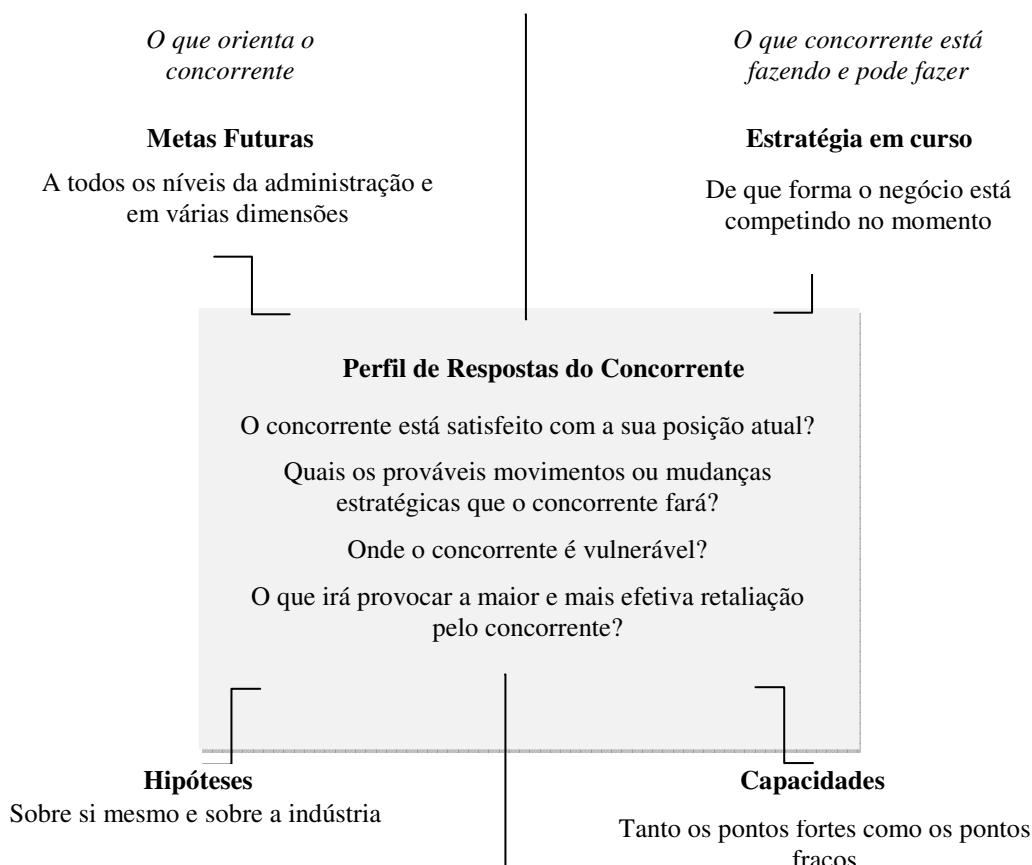 O que orienta o
concorrente
O que concorrente está
fazendo e pode fazer
Metas Futuras
A todos os níveis da administração e
em várias dimensões
Estratégia em curso
De que forma o negócio está
competindo no momento
Perfil de Respostas do Concorrente
O concorrente está satisfeito com a sua posição atual?
Quais os prováveis movimentos ou mudanças
estratégicas que o concorrente fará?
Onde o concorrente é vulnerável?
O que irá provocar a maior e mais efetiva retaliação
pelo concorrente?
Hipóteses
Sobre si mesmo e sobre a indústria
Capacidades
Tanto os pontos fortes como os pontos
fracos